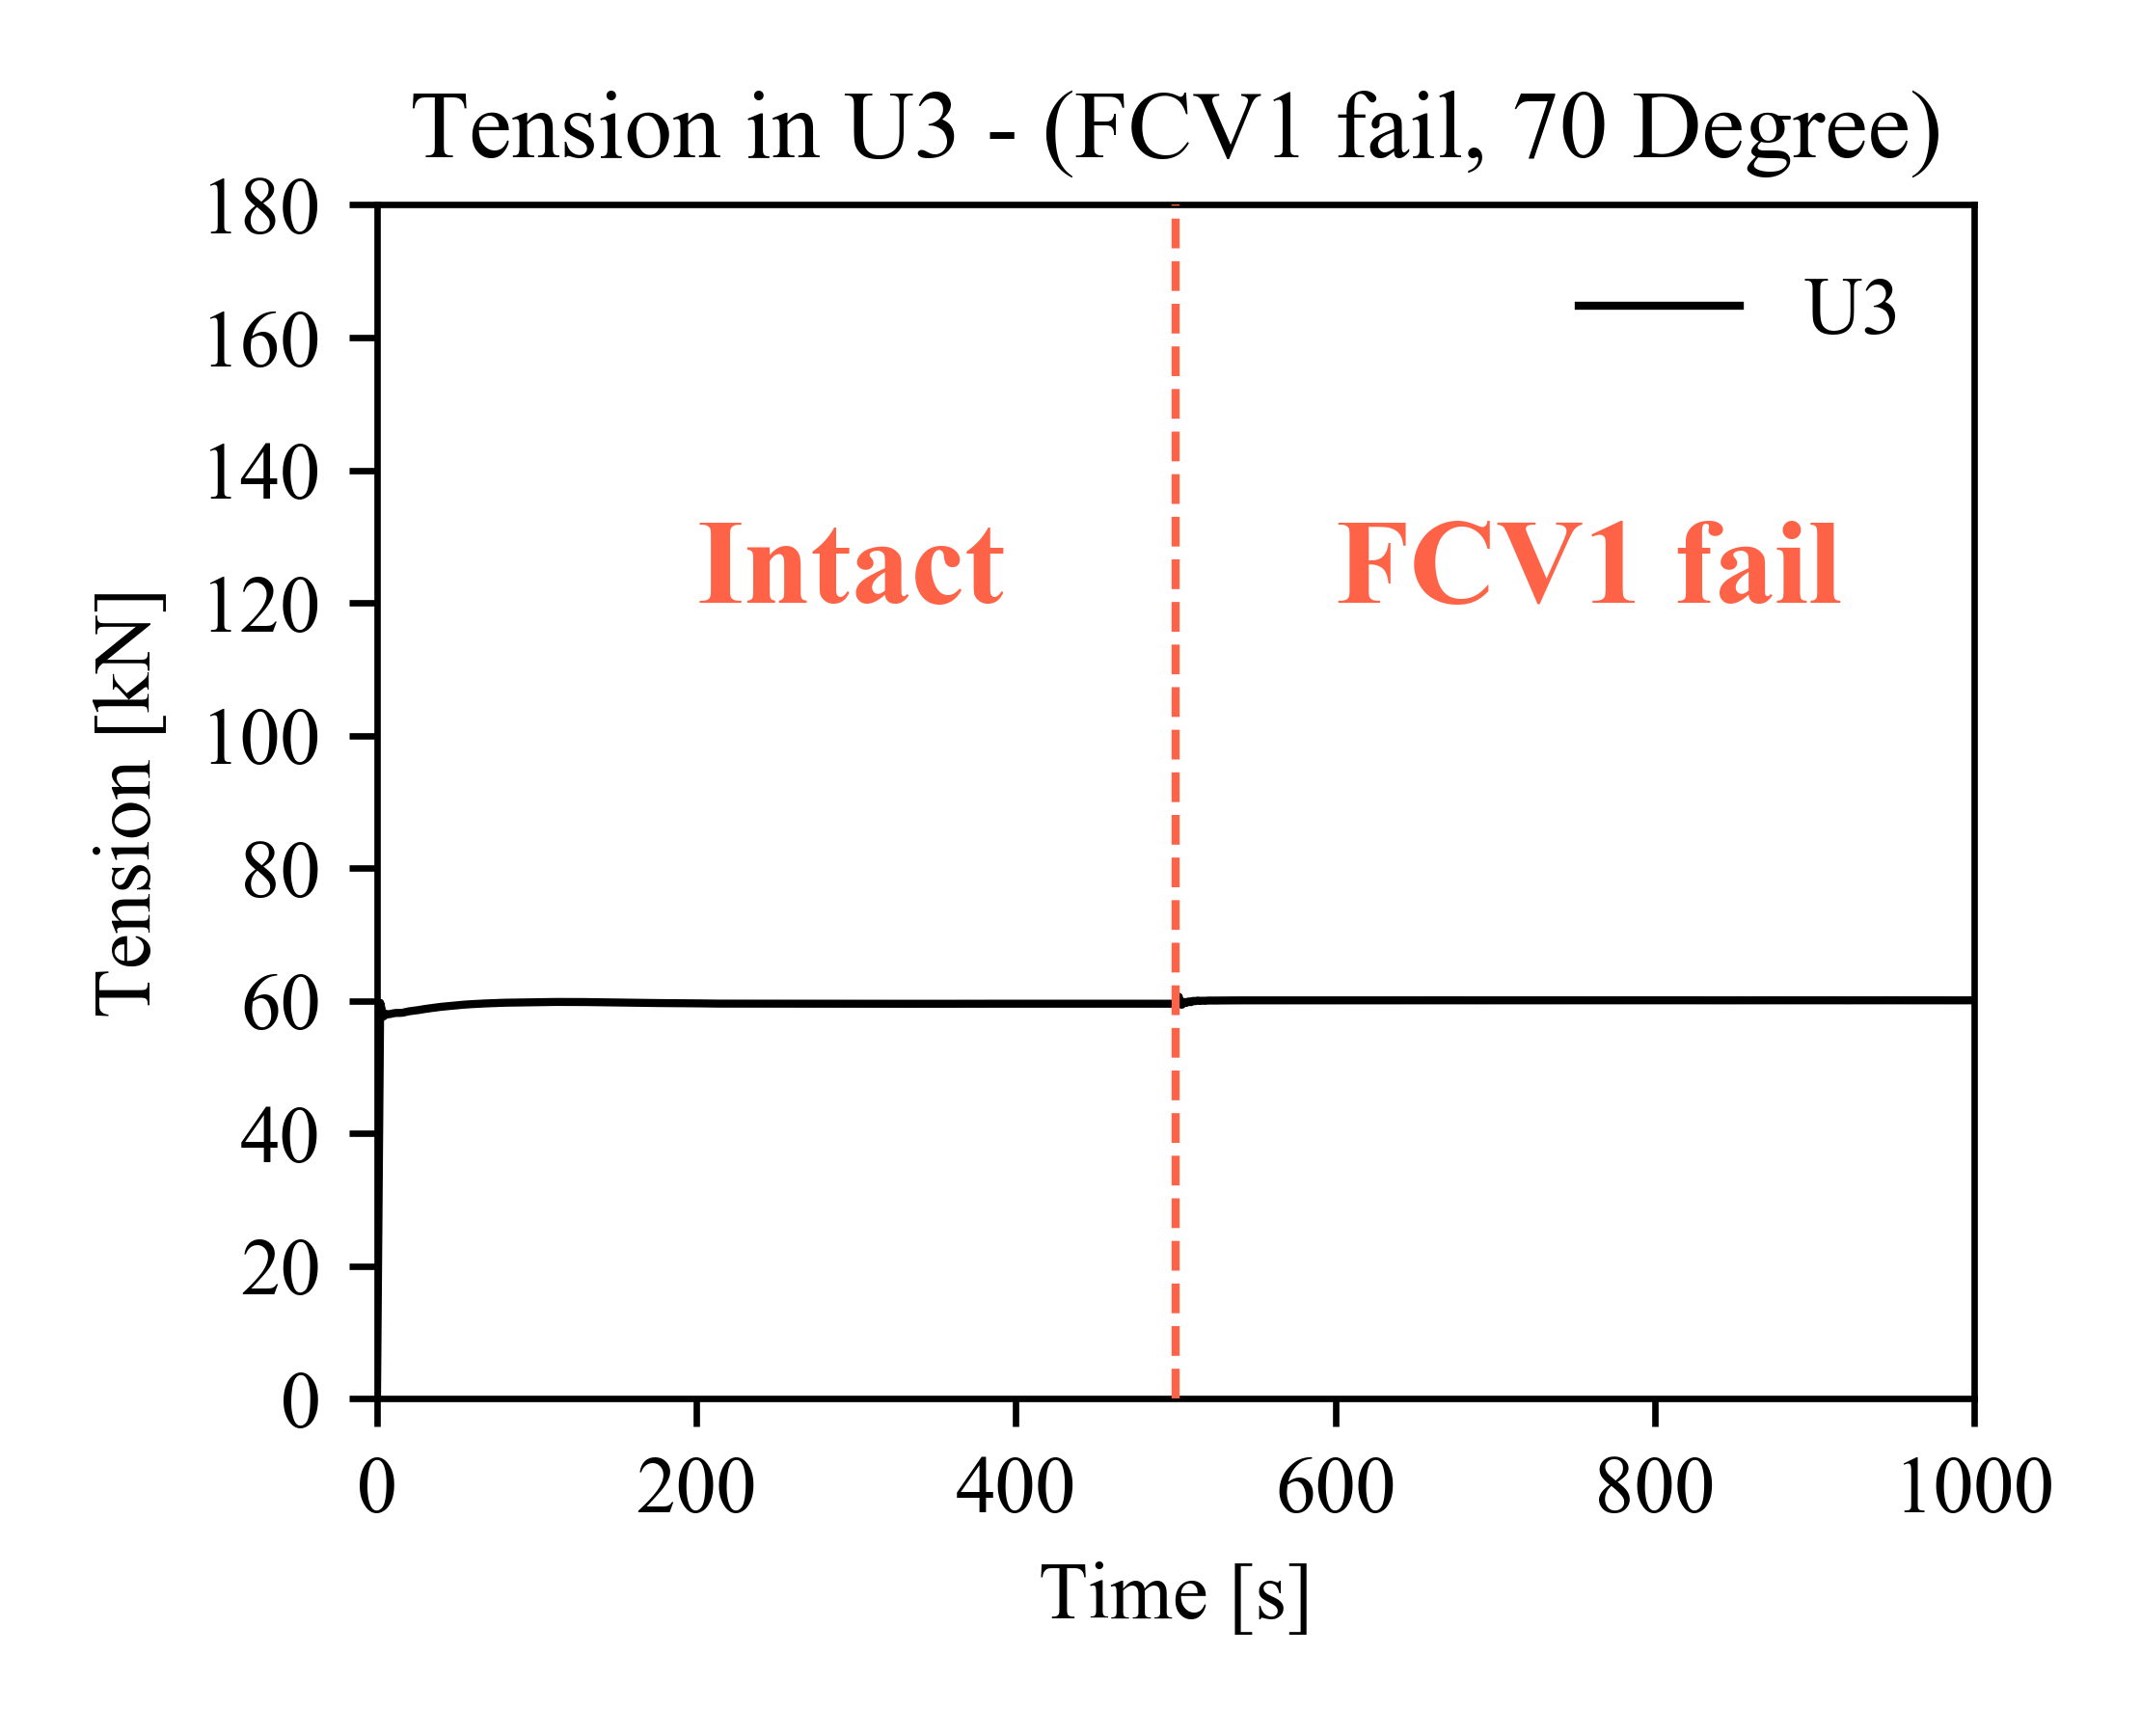 Tension in U3 - (FCV1 fail, 70 Degree)
180
160
140
120
100
80
60
40
20
0
Tension [kN]
U3
Intact
FCV1 fail
0 200 400 600 800 1000
Time [s]